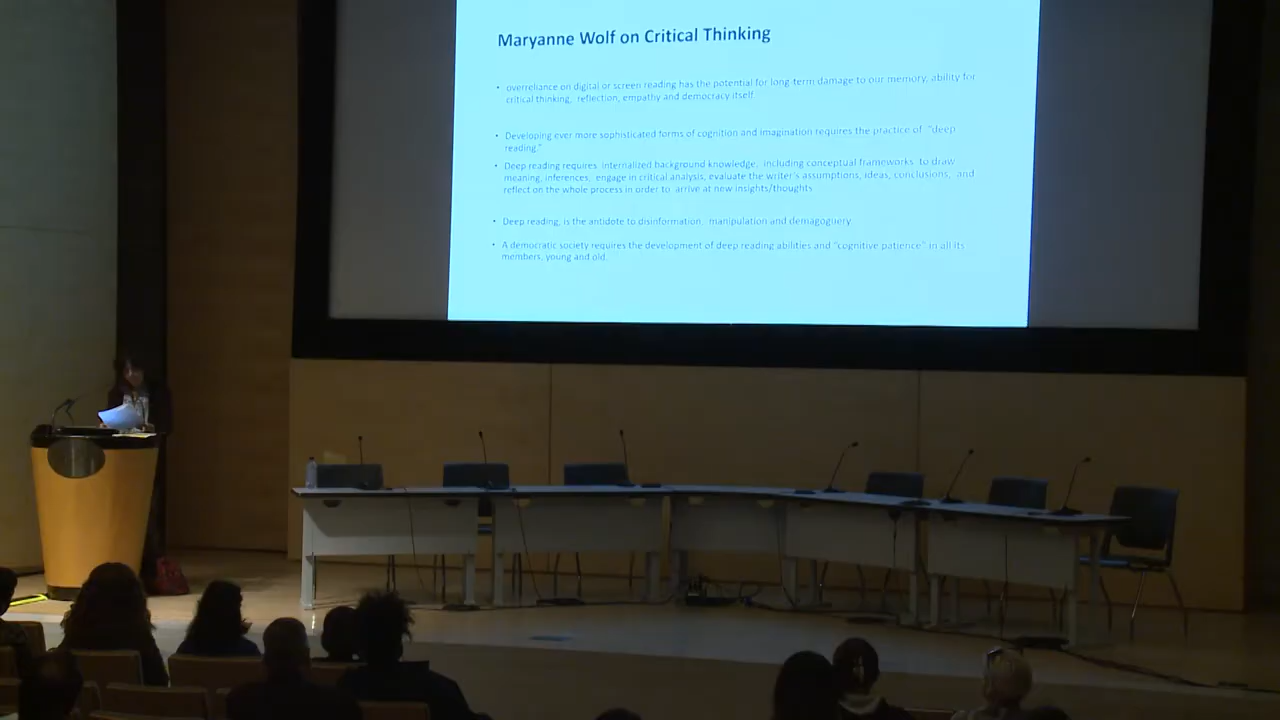 Maryanne Wolf on Critical Thinking
• overreliance on digital or screen reading has the potential for long-term damage to our memory, ability for
critical thinking, reflection, empathy and democracy itself
• Developing ever more sophisticated forms of cognition and imagination requires the practice of "deep
reading."
• Deep reading requires internalized background knowledge, including conceptual frameworks to draw
meaning, inferences, engage in critical analysis, evaluate the writer's assumptions, ideas, conclusions, and
reflect on the whole process in order to arrive at new insights/thoughts
• Deep reading, is the antidote to disinformation, manipulation and demagoguery
• A democratic society requires the development of deep reading abilities and "cognitive patience" in all its
members, young and old.